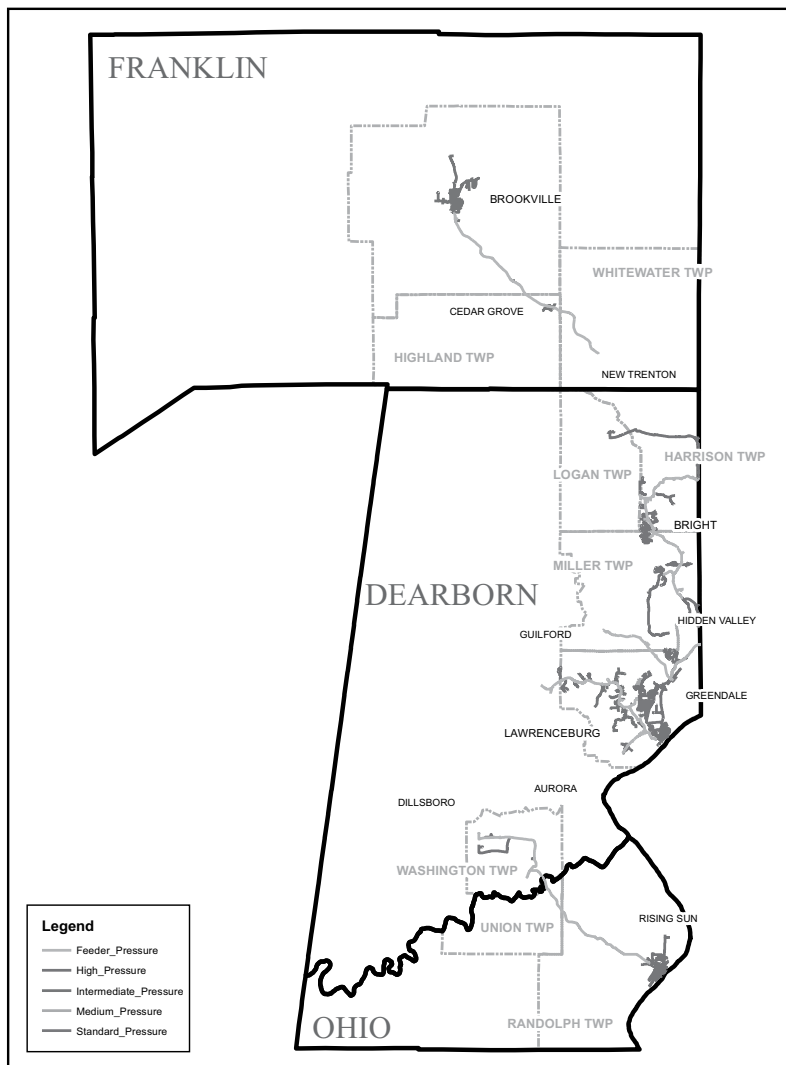 FRANKLIN
BROOKVILLE
WHITEWATER TWP
CEDAR GROVE
HIGHLAND TWP
NEW TRENTON
HARRISON TWP
LOGAN TWP
BRIGHT
MILLER TWP
DEARBORN
HIDDEN VALLEY
GUILFORD
GREENDALE
LAWRENCEBURG
AURORA
DILLSBORO
WASHINGTON TWP
RISING SUN
UNION TWP
RANDOLPH TWP
OHIO
Legend
Feeder_Pressure
High_Pressure
Intermediate_Pressure
Medium_Pressure
Standard_Pressure